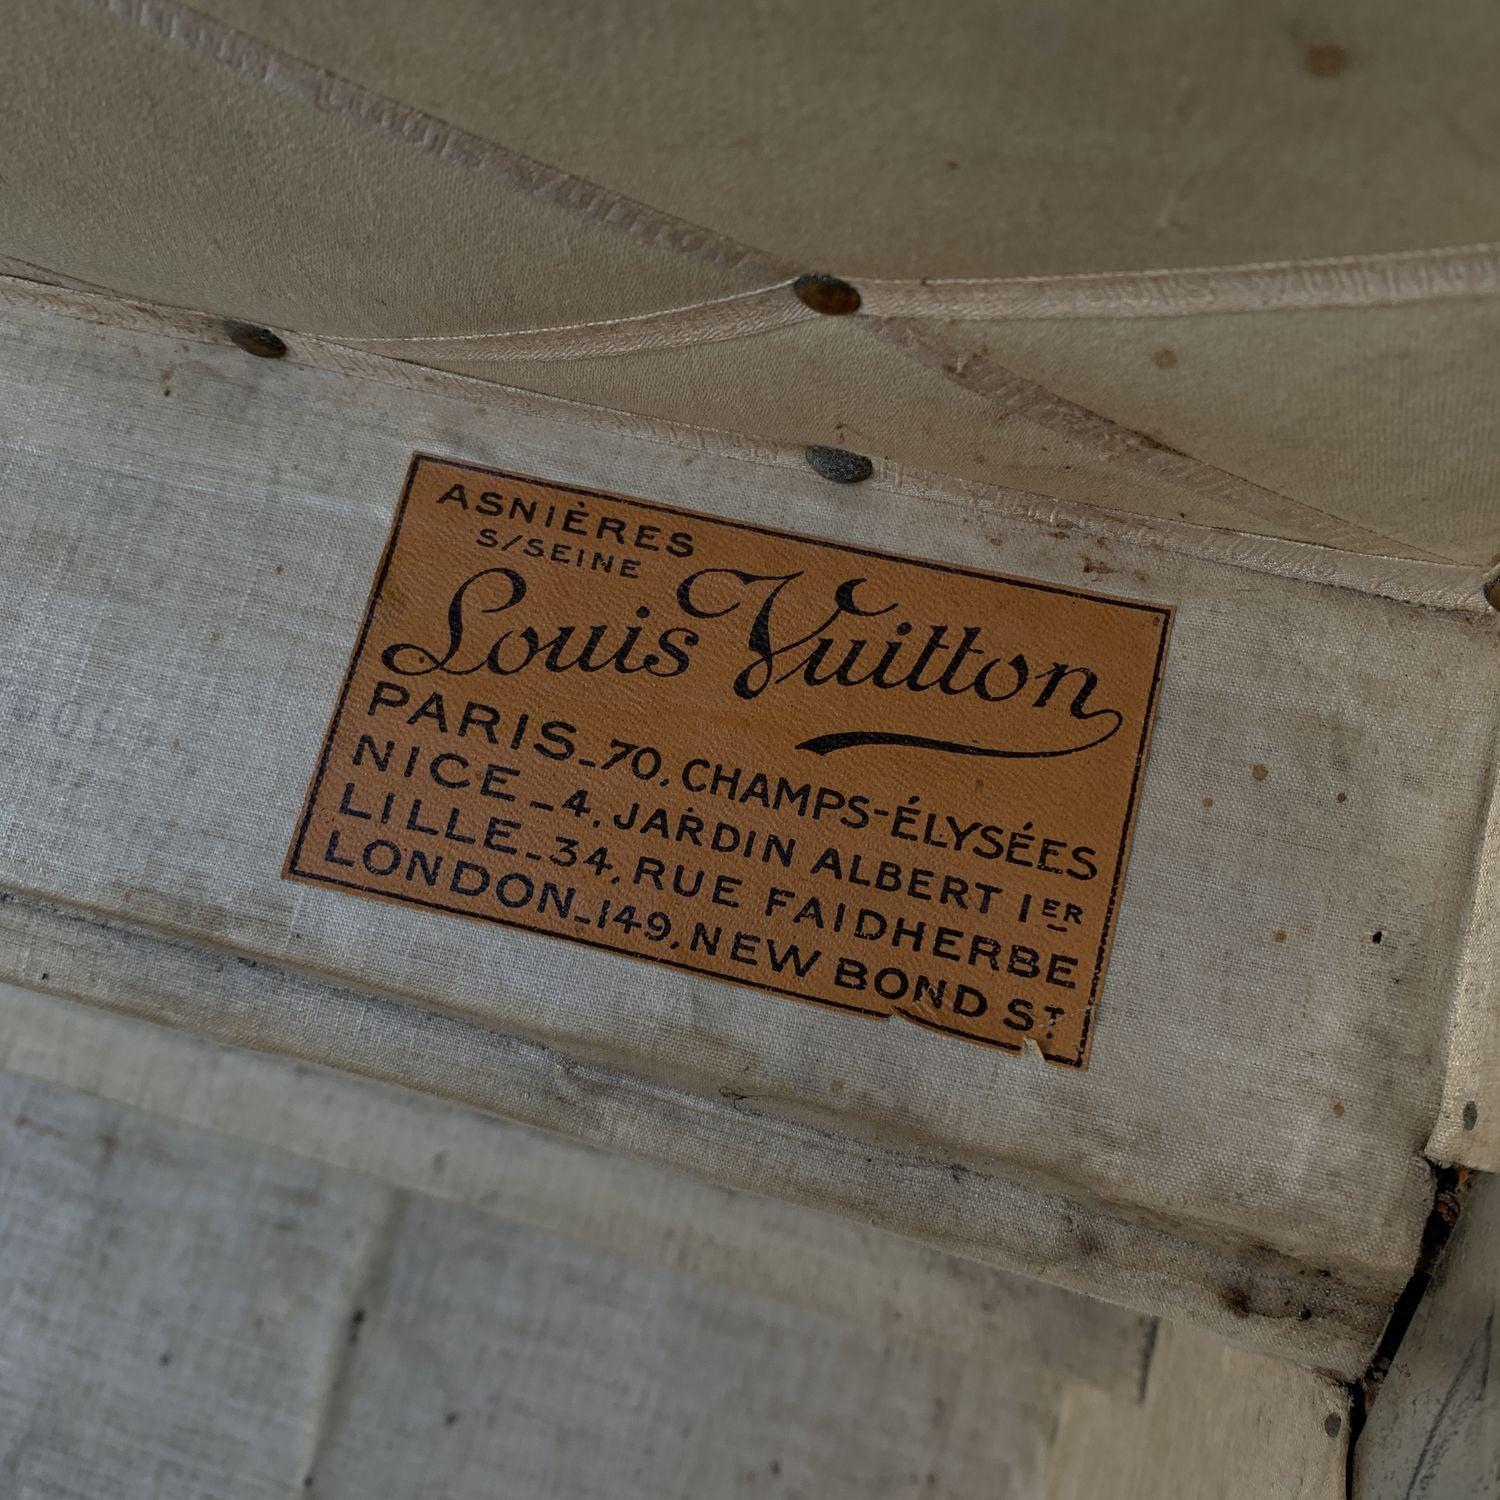 ASNIÈRES
S/SEINE
Louis Vuitton
PARIS_70, CHAMPS-ÉLYSÉES
NICE_4, JARDIN ALBERT 1ER
LILLE_34, RUE FAIDHERBE
LONDON_149, NEW BOND ST